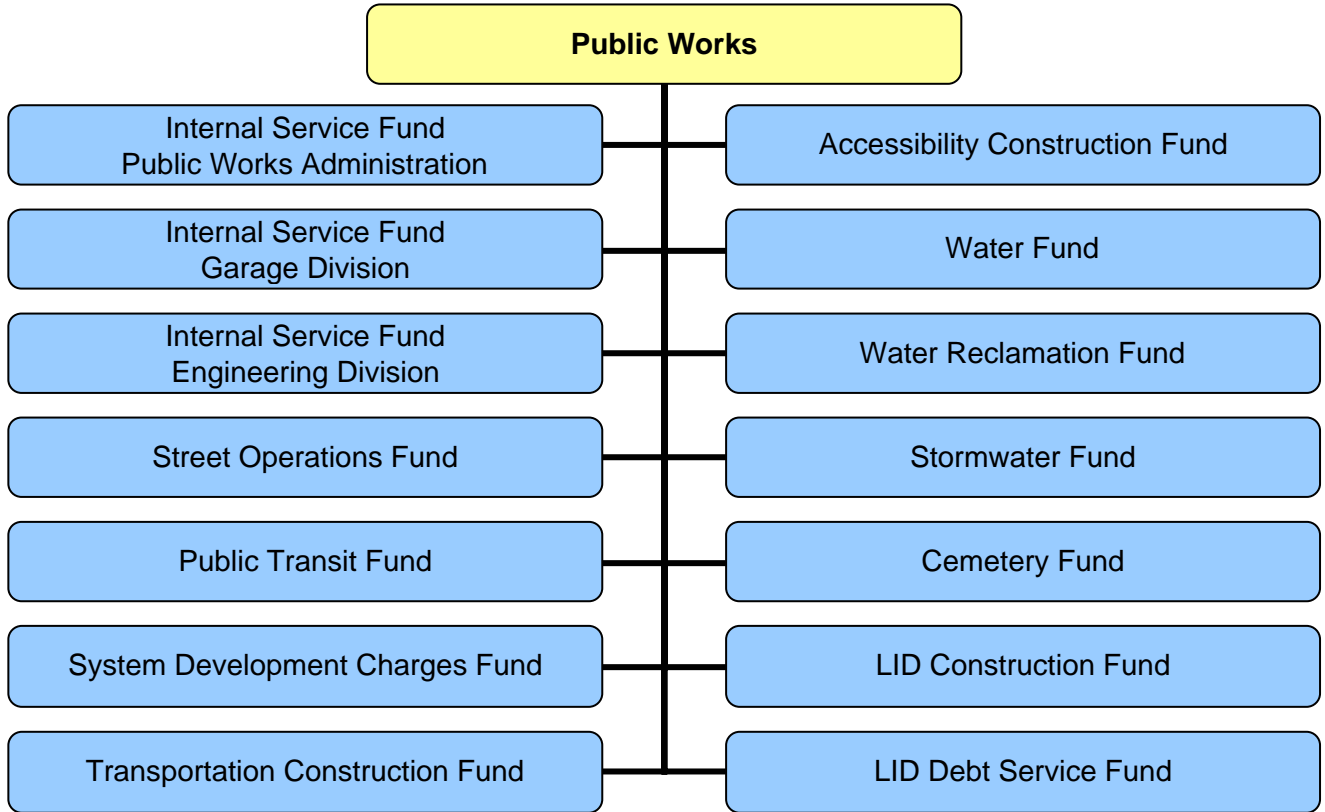 Public Works
Internal Service Fund
Public Works Administration
Accessibility Construction Fund
Internal Service Fund
Garage Division
Water Fund
Internal Service Fund
Engineering Division
Water Reclamation Fund
Street Operations Fund
Stormwater Fund
Public Transit Fund
Cemetery Fund
System Development Charges Fund
LID Construction Fund
Transportation Construction Fund
LID Debt Service Fund